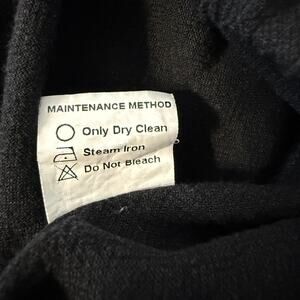 MAINTENANCE METHOD
Only Dry Clean
Steam Iron
Do Not Bleach